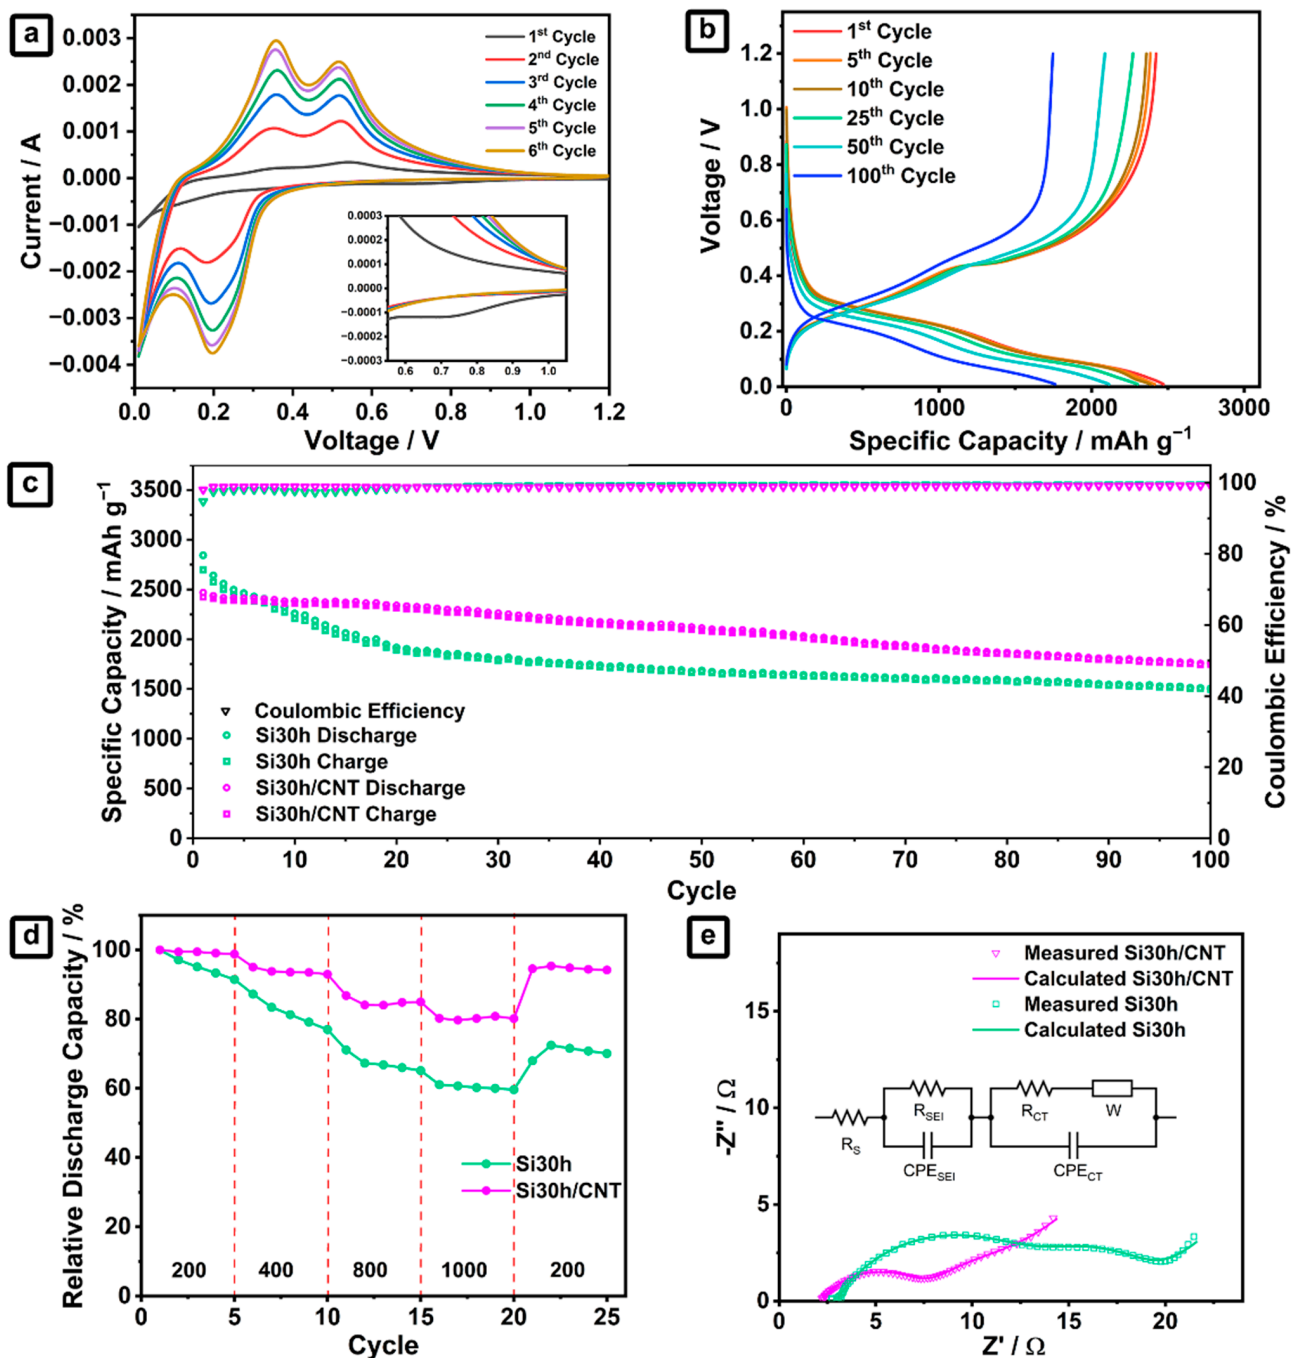 a
0.003
0.002
0.001
0.000
−0.001
−0.002
−0.003
−0.004
Current / A
1st Cycle
2nd Cycle
3rd Cycle
4th Cycle
5th Cycle
6th Cycle
0.0003
0.0002
0.0001
0.0000
−0.0001
−0.0002
−0.0003
0.6 0.7 0.8 0.9 1.0
0.0 0.2 0.4 0.6 0.8 1.0 1.2
Voltage / V
b
1.2
1.0
0.8
0.6
0.4
0.2
0.0
Voltage / V
1st Cycle
5th Cycle
10th Cycle
25th Cycle
50th Cycle
100th Cycle
0 1000 2000 3000
Specific Capacity / mAh g−1
c
3500
3000
2500
2000
1500
1000
500
0
Specific Capacity / mAh g−1
Coulombic Efficiency
Si30h Discharge
Si30h Charge
Si30h/CNT Discharge
Si30h/CNT Charge
100
80
60
40
20
0
Coulombic Efficiency / %
0 10 20 30 40 50 60 70 80 90 100
Cycle
d
100
80
60
40
20
0
Relative Discharge Capacity / %
Si30h
Si30h/CNT
200 400 800 1000 200
0 5 10 15 20 25
Cycle
e
15
10
5
0
-Z'' / Ω
Measured Si30h/CNT
Calculated Si30h/CNT
Measured Si30h
Calculated Si30h
RS
RSEI
CPESEI
RCT
W
CPECT
0 5 10 15 20
Z' / Ω